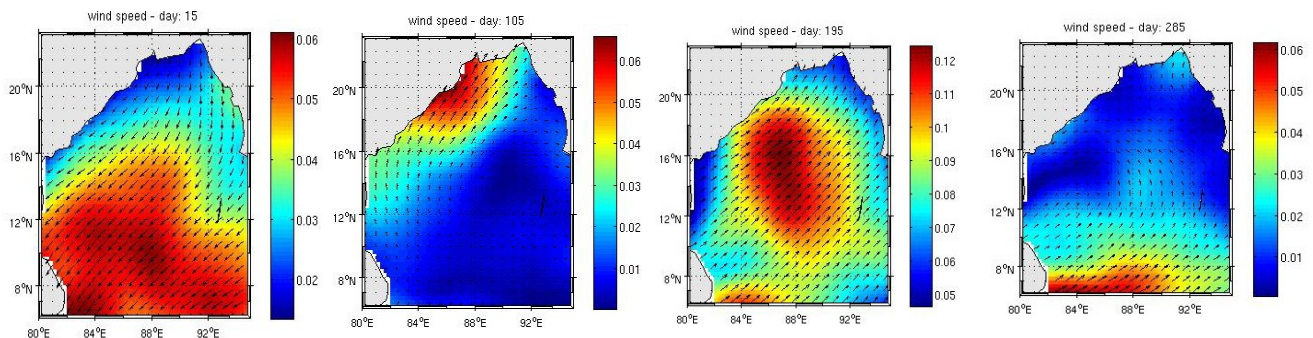 wind speed - day: 15
20°N
16°N
12°N
8°N
80°E 84°E 88°E 92°E
0.06
0.05
0.04
0.03
0.02
wind speed - day: 105
20°N
16°N
12°N
8°N
80°E 84°E 88°E 92°E
0.06
0.05
0.04
0.03
0.02
0.01
wind speed - day: 195
20°N
16°N
12°N
8°N
80°E 84°E 88°E 92°E
0.12
0.11
0.1
0.09
0.08
0.07
0.06
0.05
wind speed - day: 285
20°N
16°N
12°N
8°N
80°E 84°E 88°E 92°E
0.06
0.05
0.04
0.03
0.02
0.01